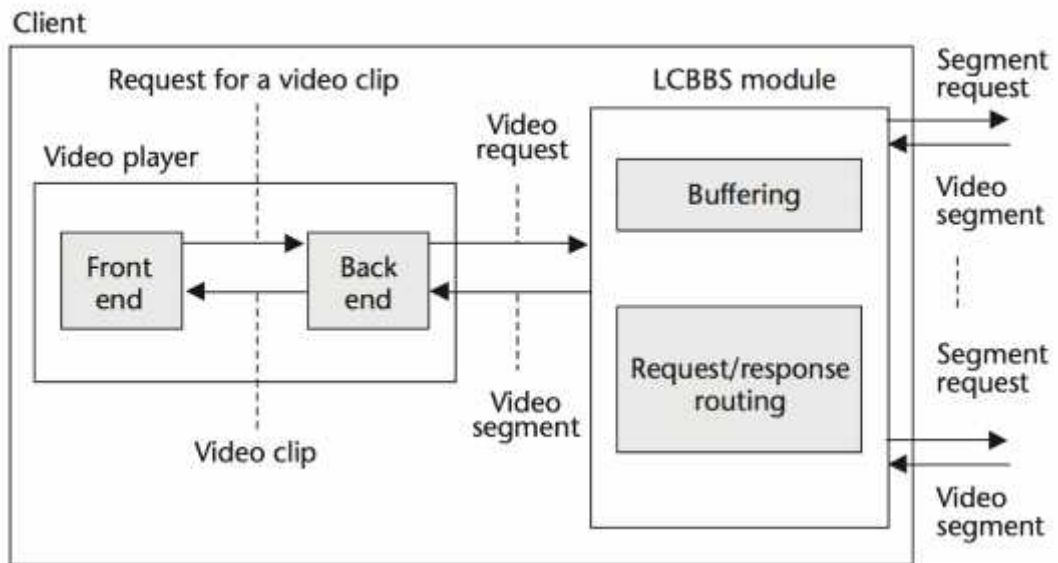 Client
Request for a video clip
LCBBS module
Segment
request
Video
request
Video player
Buffering
Video
segment
Front
end
Back
end
Request/response
routing
Segment
request
Video
segment
Video clip
Video
segment